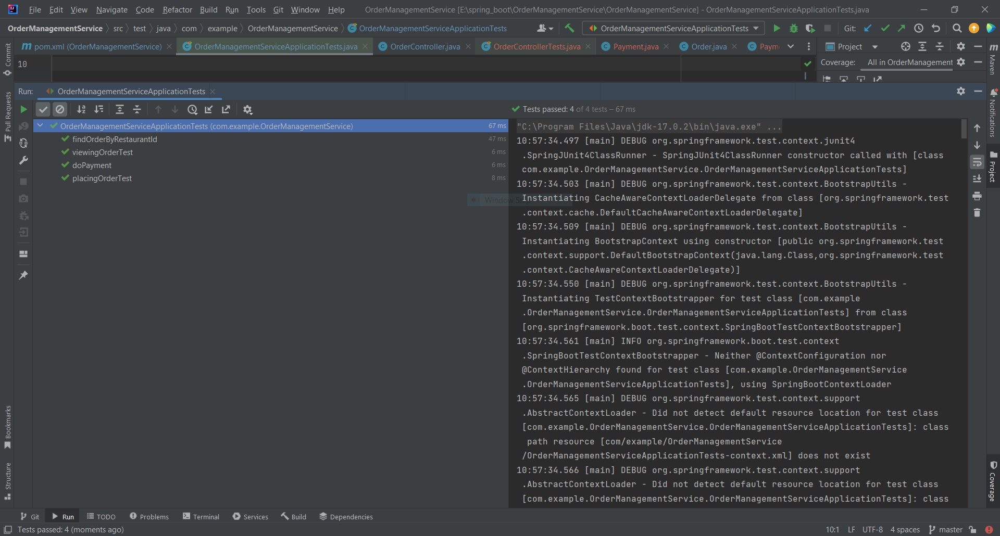 File Edit View Navigate Code Refactor Build Run Tools Git Window Help OrderManagementService [E:\spring_boot\OrderManagementService\OrderManagementService] - OrderManagementServiceApplicationTests.java
OrderManagementService src test java com example OrderManagementService OrderManagementServiceApplicationTests OrderManagementServiceApplicationTests Git:
pom.xml (OrderManagementService) OrderManagementServiceApplicationTests.java OrderController.java OrderControllerTests.java Payment.java Order.java Paym Project
10
Coverage: All in OrderManagement
Run: OrderManagementServiceApplicationTests
Tests passed: 4 of 4 tests – 67 ms
OrderManagementServiceApplicationTests (com.example.OrderManagementService) 67 ms
findOrderByRestaurantId 47 ms
viewingOrderTest 6 ms
doPayment 6 ms
placingOrderTest 8 ms
"C:\Program Files\Java\jdk-17.0.2\bin\java.exe" ...
10:57:34.497 [main] DEBUG org.springframework.test.context.junit4
.SpringJUnit4ClassRunner - SpringJUnit4ClassRunner constructor called with [class
com.example.OrderManagementService.OrderManagementServiceApplicationTests]
10:57:34.503 [main] DEBUG org.springframework.test.context.BootstrapUtils -
Instantiating CacheAwareContextLoaderDelegate from class [org.springframework.test
.context.cache.DefaultCacheAwareContextLoaderDelegate]
10:57:34.509 [main] DEBUG org.springframework.test.context.BootstrapUtils -
Instantiating BootstrapContext using constructor [public org.springframework.test
.context.support.DefaultBootstrapContext(java.lang.Class,org.springframework.test
.context.CacheAwareContextLoaderDelegate)]
10:57:34.550 [main] DEBUG org.springframework.test.context.BootstrapUtils -
Instantiating TestContextBootstrapper for test class [com.example
.OrderManagementService.OrderManagementServiceApplicationTests] from class
[org.springframework.boot.test.context.SpringBootTestContextBootstrapper]
10:57:34.561 [main] INFO org.springframework.boot.test.context
.SpringBootTestContextBootstrapper - Neither @ContextConfiguration nor
@ContextHierarchy found for test class [com.example.OrderManagementService
.OrderManagementServiceApplicationTests], using SpringBootContextLoader
10:57:34.565 [main] DEBUG org.springframework.test.context.support
.AbstractContextLoader - Did not detect default resource location for test class
[com.example.OrderManagementService.OrderManagementServiceApplicationTests]: class
path resource [com/example/OrderManagementService
/OrderManagementServiceApplicationTests-context.xml] does not exist
10:57:34.566 [main] DEBUG org.springframework.test.context.support
.AbstractContextLoader - Did not detect default resource location for test class
[com.example.OrderManagementService.OrderManagementServiceApplicationTests]: class
Window
Commit
Pull Requests
Bookmarks
Structure
Maven
Notifications
Project
Coverage
Git Run TODO Problems Terminal Services Build Dependencies
Tests passed: 4 (moments ago) 10:1 LF UTF-8 4 spaces master